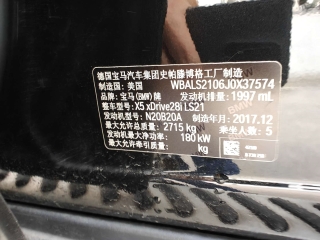 德国宝马汽车集团史帕滕博格工厂制造
制造国: 美国 WBALS2106J0X37574
品牌: 宝马(BMW)牌 发动机排量: 1997 mL
整车型号: X5 xDrive28i LS21
发动机型号: N20B20A 制造年月: 2017.12
最大允许总质量: 2715 kg 乘坐人数: 5
发动机最大净功率: 180 kW
最大允许牵引质量: kg